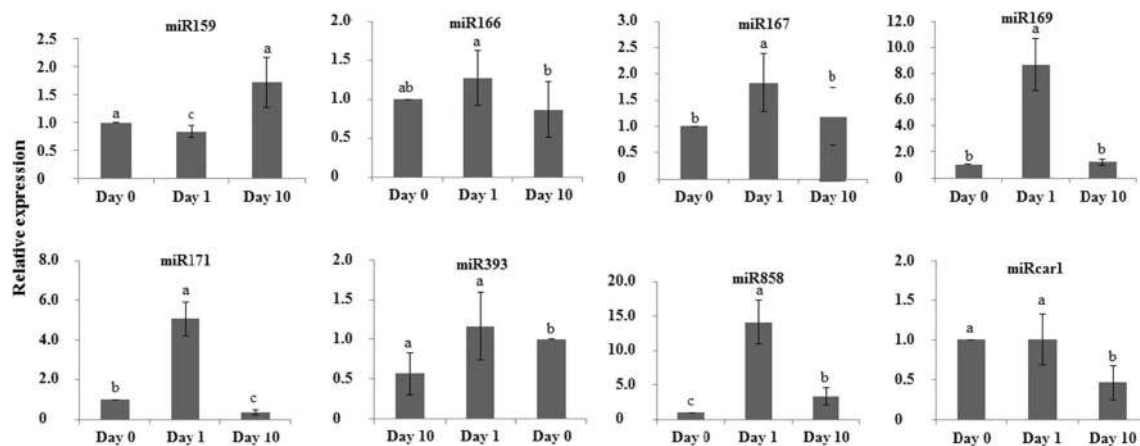 Relative expression
miR159
2.5
2.0
1.5
1.0
0.5
0
a
c
a
Day 0 Day 1 Day 10
miR166
2.0
1.5
1.0
0.5
0
ab
a
b
Day 0 Day 1 Day 10
miR167
3.0
2.5
2.0
1.5
1.0
0.5
0
b
a
b
Day 0 Day 1 Day 10
miR169
12.0
10.0
8.0
6.0
4.0
2.0
0
b
a
b
Day 0 Day 1 Day 10
miR171
8.0
6.0
4.0
2.0
0
b
a
c
Day 0 Day 1 Day 10
miR393
2.0
1.5
1.0
0.5
0
a
a
b
Day 10 Day 1 Day 0
miR858
20.0
15.0
10.0
5.0
0
c
a
b
Day 0 Day 1 Day 10
miRcar1
2.0
1.5
1.0
0.5
0
a
a
b
Day 0 Day 1 Day 10